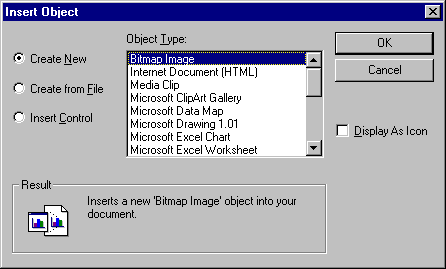 Insert Object
Create New
Create from File
Insert Control
Object Type:
Bitmap Image
Internet Document (HTML)
Media Clip
Microsoft ClipArt Gallery
Microsoft Data Map
Microsoft Drawing 1.01
Microsoft Excel Chart
Microsoft Excel Worksheet
OK
Cancel
Display As Icon
Result
Inserts a new 'Bitmap Image' object into your
document.